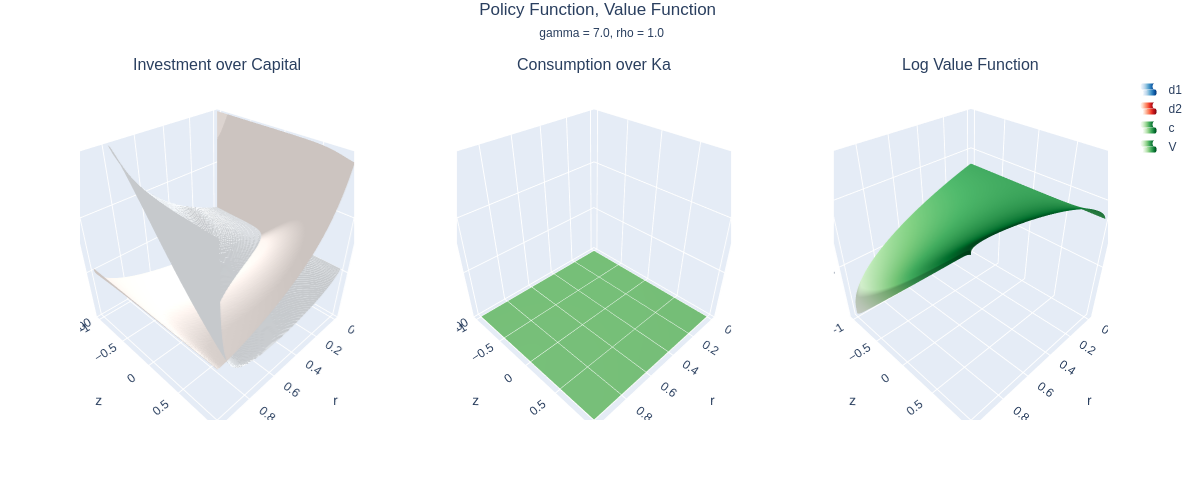 Policy Function, Value Function
gamma = 7.0, rho = 1.0
Investment over Capital
Consumption over Ka
Log Value Function
d1
d2
c
V
−0.5
0
0.5
z
0
0.2
0.4
0.6
0.8
r
−0.5
0
0.5
z
0
0.2
0.4
0.6
0.8
r
−1
−0.5
0
0.5
z
0
0.2
0.4
0.6
0.8
r